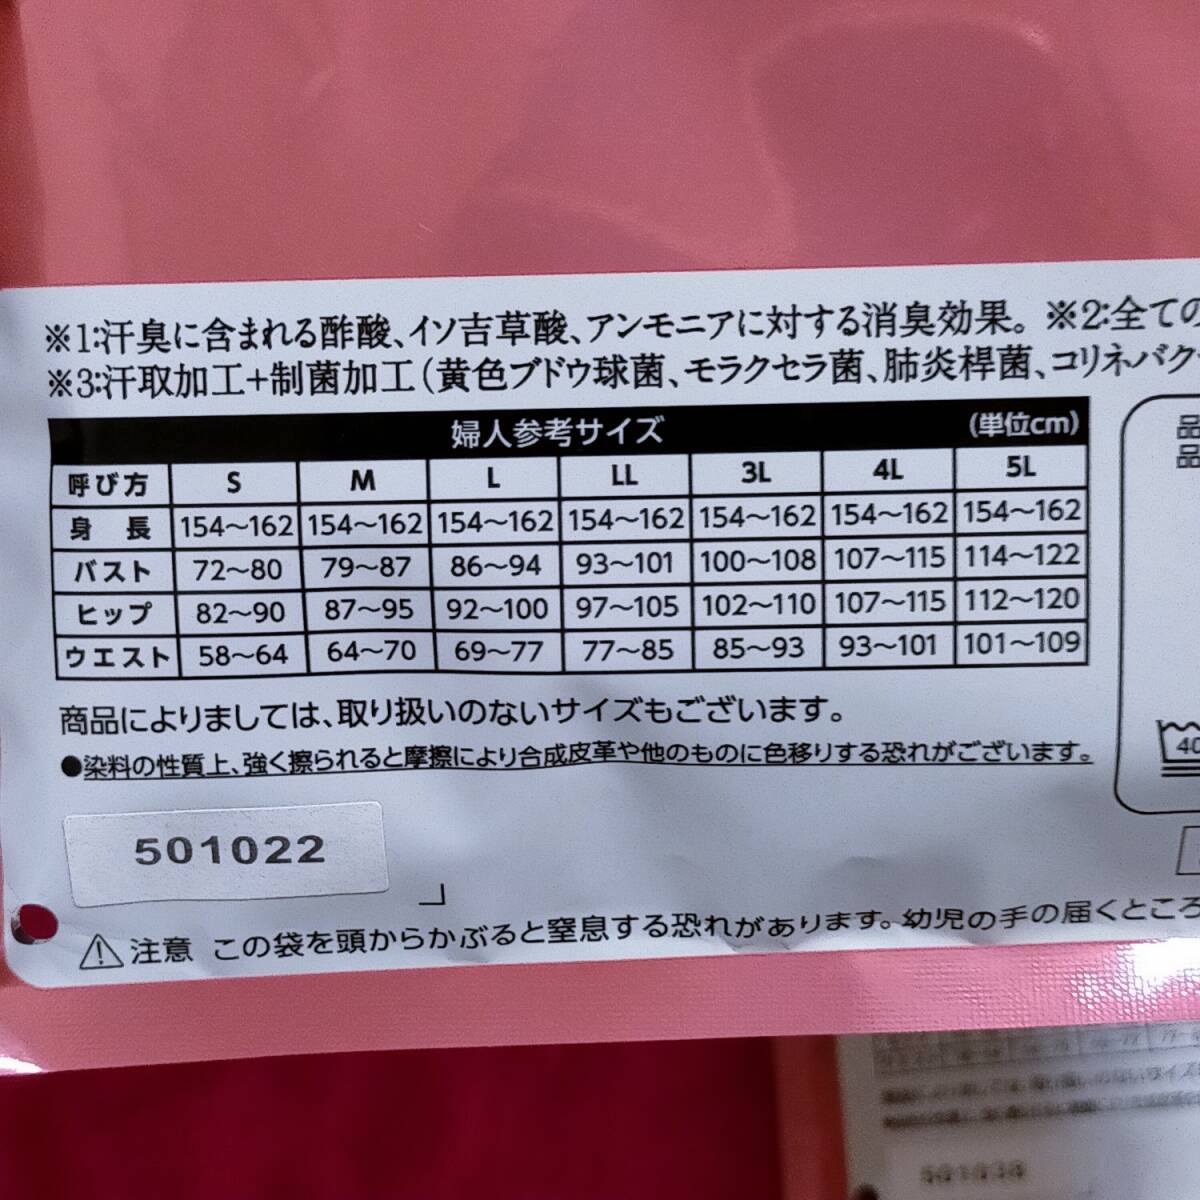 ※1:汗臭に含まれる酢酸、イソ吉草酸、アンモニアに対する消臭効果。※2:全ての
※3:汗取加工+制菌加工(黄色ブドウ球菌、モラクセラ菌、肺炎桿菌、コリネバク
婦人参考サイズ (単位cm)
呼び方 S M L LL 3L 4L 5L
身長 154〜162 154〜162 154〜162 154〜162 154〜162 154〜162 154〜162
バスト 72〜80 79〜87 86〜94 93〜101 100〜108 107〜115 114〜122
ヒップ 82〜90 87〜95 92〜100 97〜105 102〜110 107〜115 112〜120
ウエスト 58〜64 64〜70 69〜77 77〜85 85〜93 93〜101 101〜109
品
品
40
商品によりましては、取り扱いのないサイズもございます。
●染料の性質上、強く擦られると摩擦により合成皮革や他のものに色移りする恐れがございます。
501022
⚠注意 この袋を頭からかぶると窒息する恐れがあります。幼児の手の届くところ